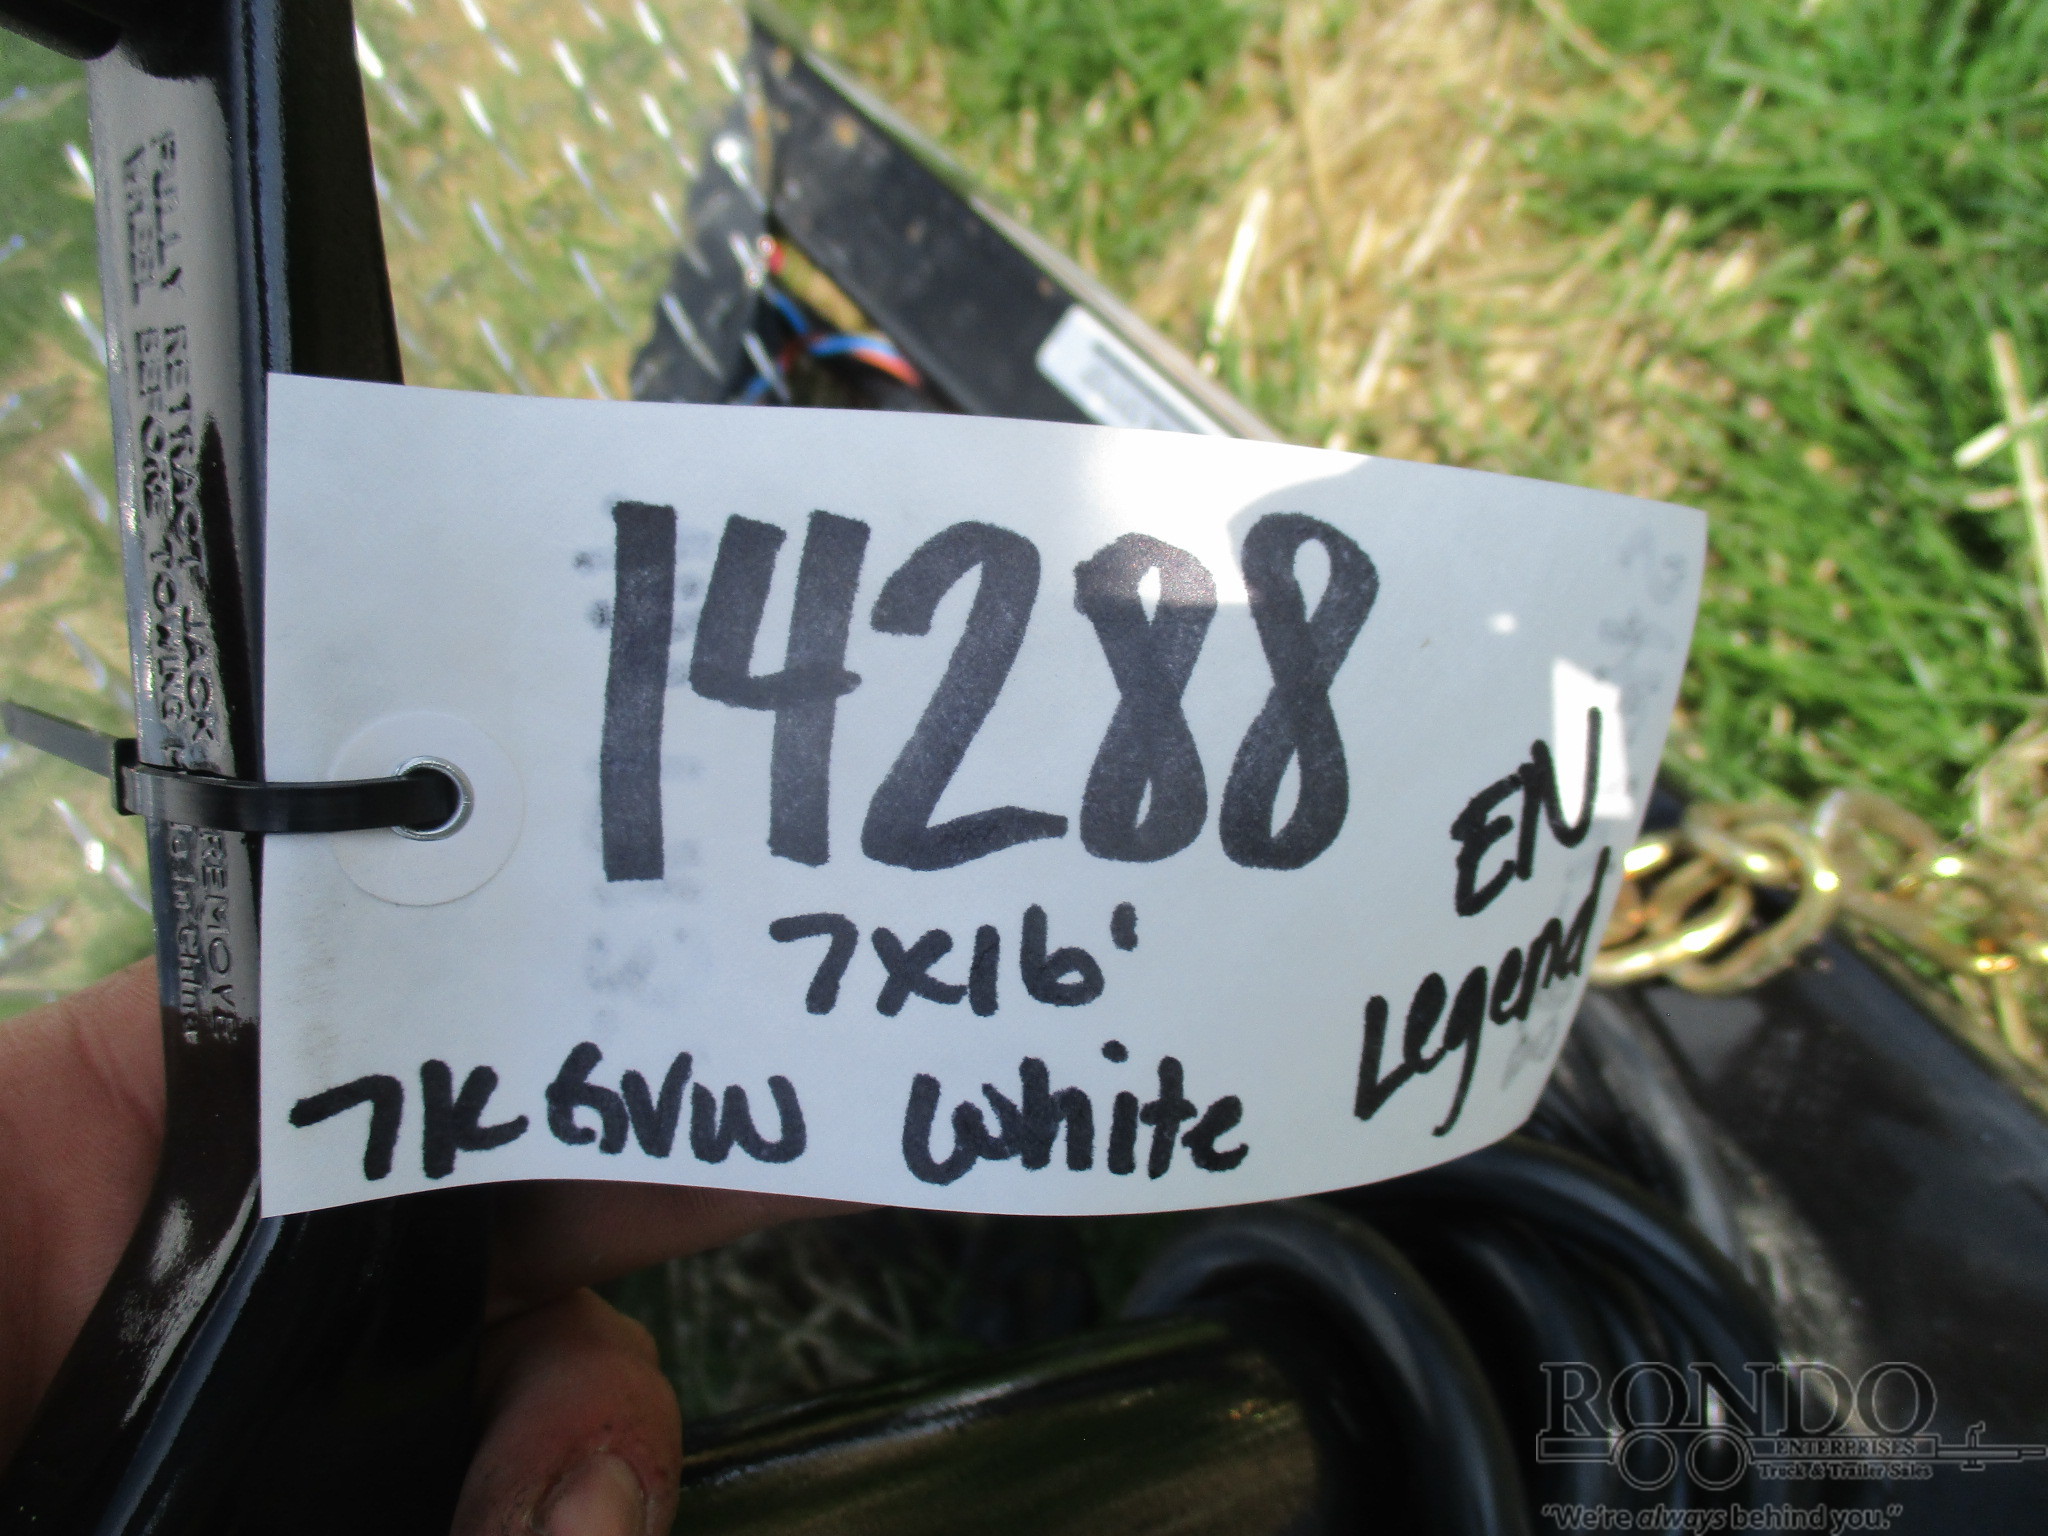 FULLY RETRACT JACK REMOVE
WHEEL BEFORE TOWING
14288
7x16'
7K GVW White
EN
Legend
RONDO
ENTERPRISES
Truck & Trailer Sales
"We're always behind you."